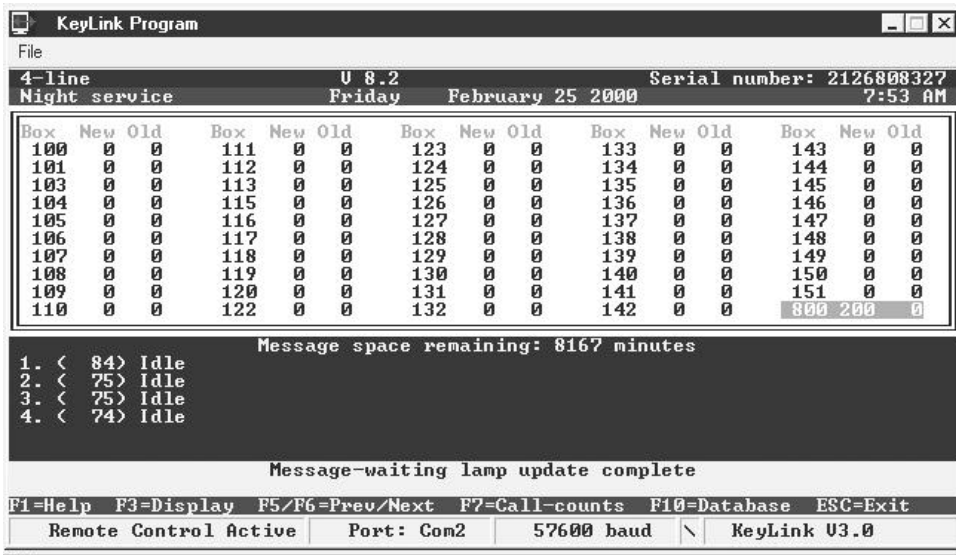 KeyLink Program
File
4-line V 8.2 Serial number: 2126808327
Night service Friday February 25 2000 7:53 AM
Box New Old Box New Old Box New Old Box New Old Box New Old
100 0 0 111 0 0 123 0 0 133 0 0 143 0 0
101 0 0 112 0 0 124 0 0 134 0 0 144 0 0
103 0 0 113 0 0 125 0 0 135 0 0 145 0 0
104 0 0 115 0 0 126 0 0 136 0 0 146 0 0
105 0 0 116 0 0 127 0 0 137 0 0 147 0 0
106 0 0 117 0 0 128 0 0 138 0 0 148 0 0
107 0 0 118 0 0 129 0 0 139 0 0 149 0 0
108 0 0 119 0 0 130 0 0 140 0 0 150 0 0
109 0 0 120 0 0 131 0 0 141 0 0 151 0 0
110 0 0 122 0 0 132 0 0 142 0 0 800 200 0
Message space remaining: 8167 minutes
1. ( 84) Idle
2. ( 75) Idle
3. ( 75) Idle
4. ( 74) Idle
Message-waiting lamp update complete
F1=Help F3=Display F5/F6=Prev/Next F7=Call-counts F10=Database ESC=Exit
Remote Control Active Port: Com2 57600 baud \ KeyLink V3.0